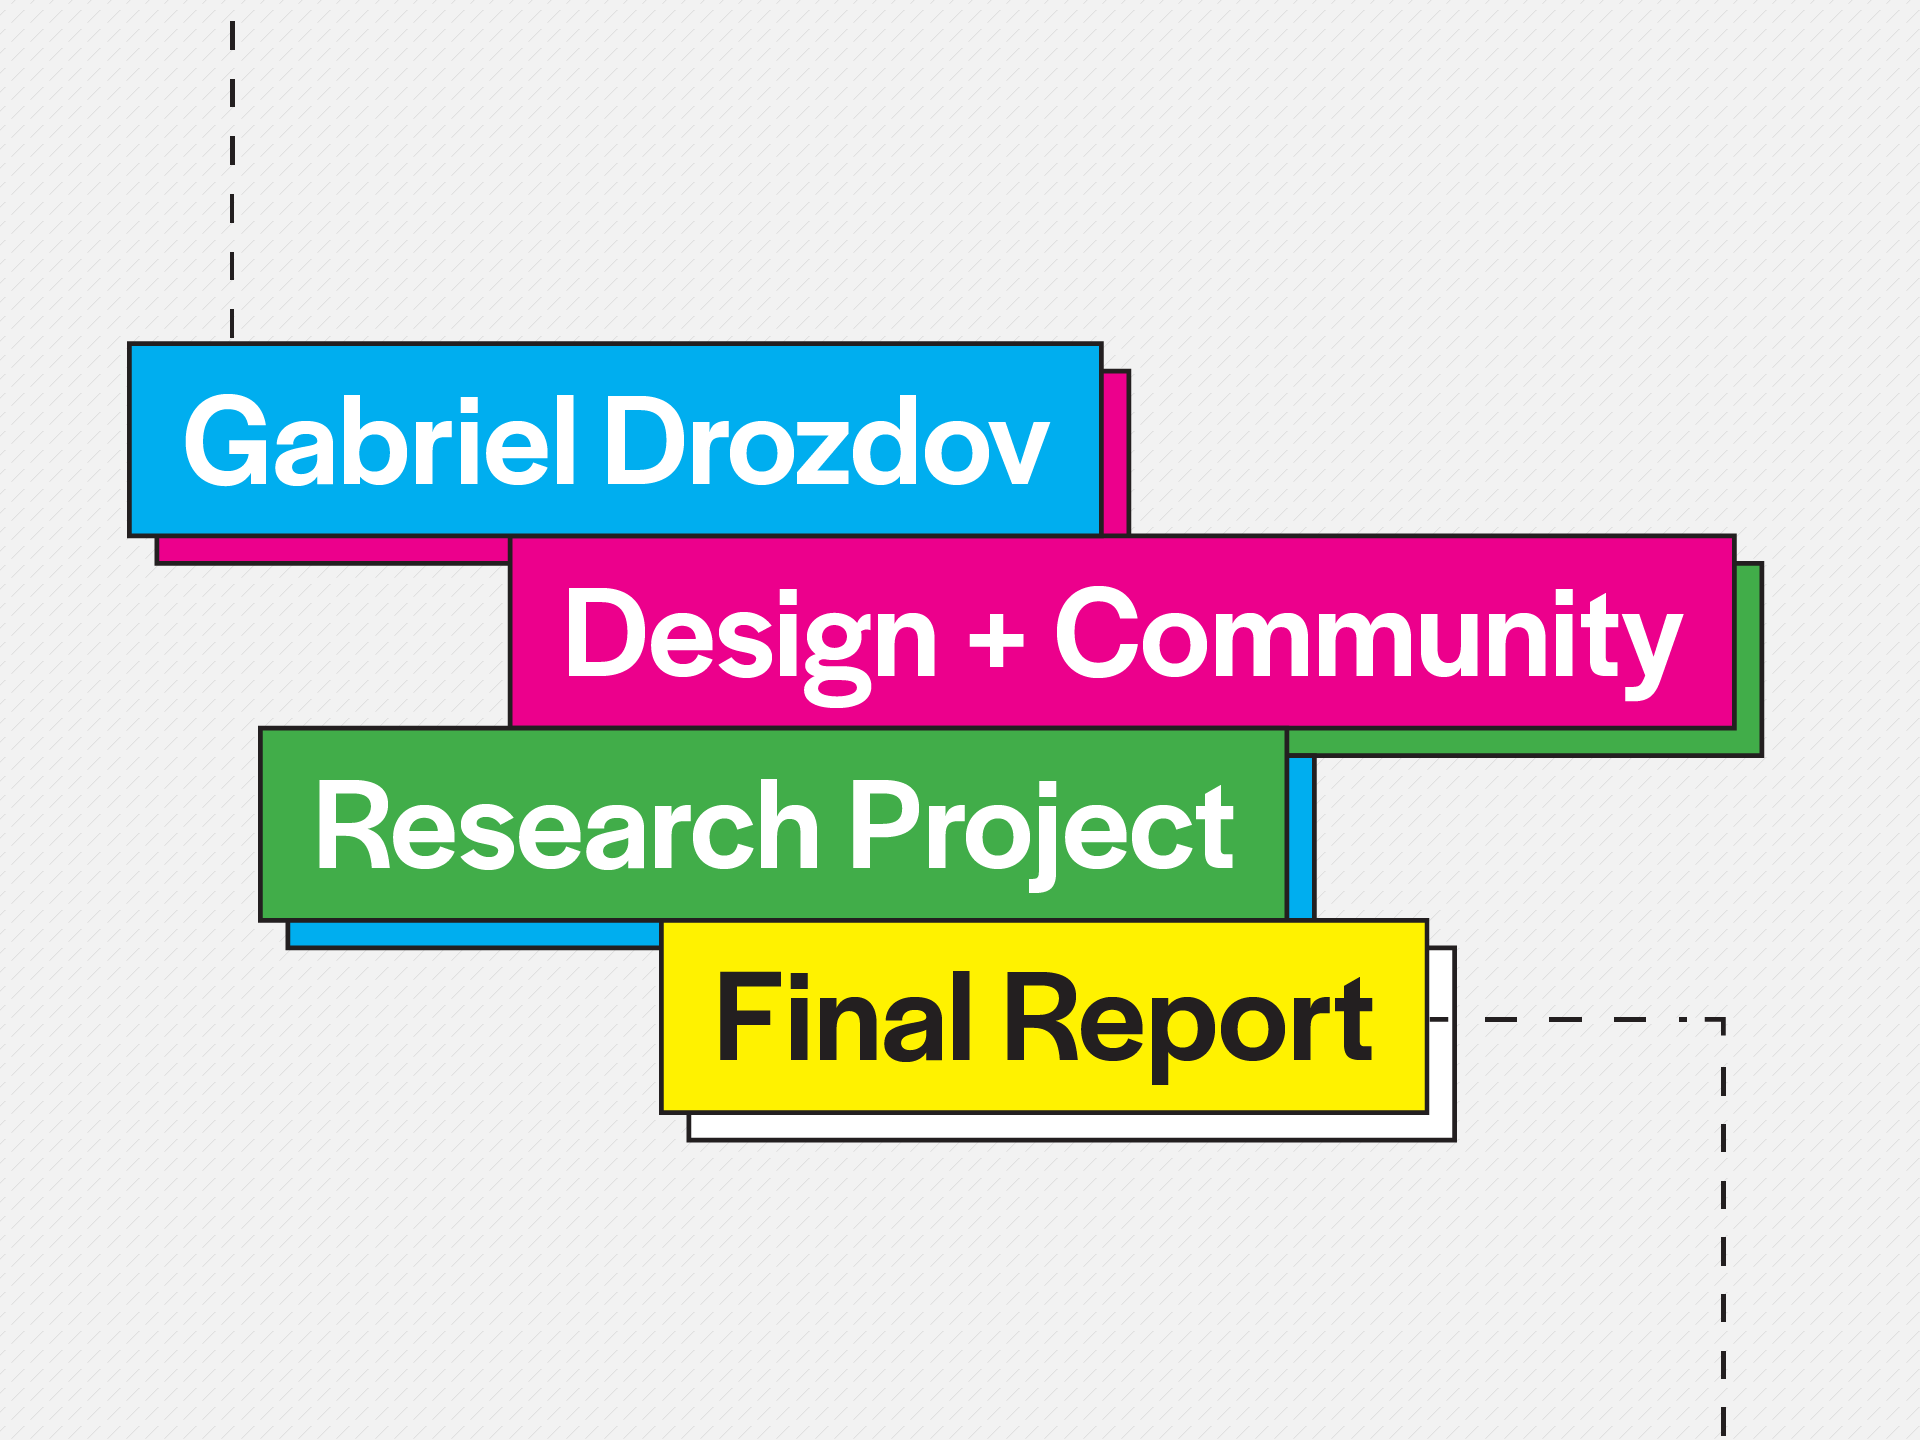 Gabriel Drozdov
Design + Community
Research Project
Final Report